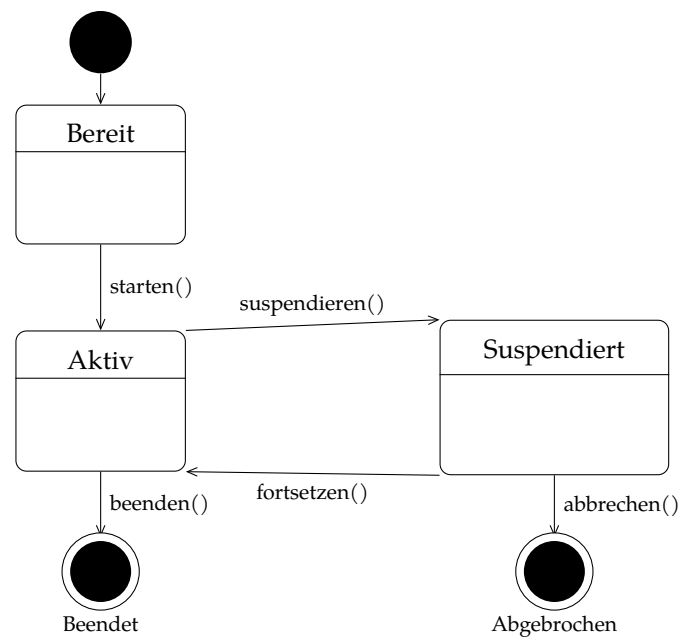 Bereit
starten()
suspendieren()
Aktiv
Suspendiert
fortsetzen()
beenden()
abbrechen()
Beendet
Abgebrochen